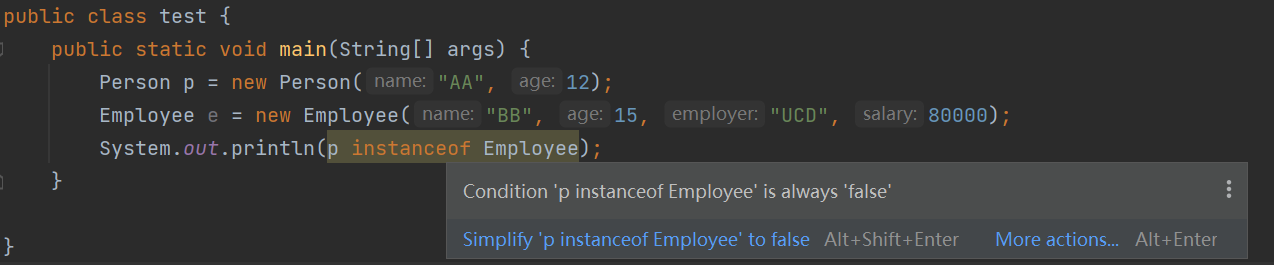 public class test {
public static void main(String[] args) {
Person p = new Person( name: "AA", age: 12);
Employee e = new Employee( name: "BB", age: 15, employer: "UCD", salary: 80000);
System.out.println(p instanceof Employee);
}
Condition 'p instanceof Employee' is always 'false'
Simplify 'p instanceof Employee' to false Alt+Shift+Enter More actions... Alt+Enter
}